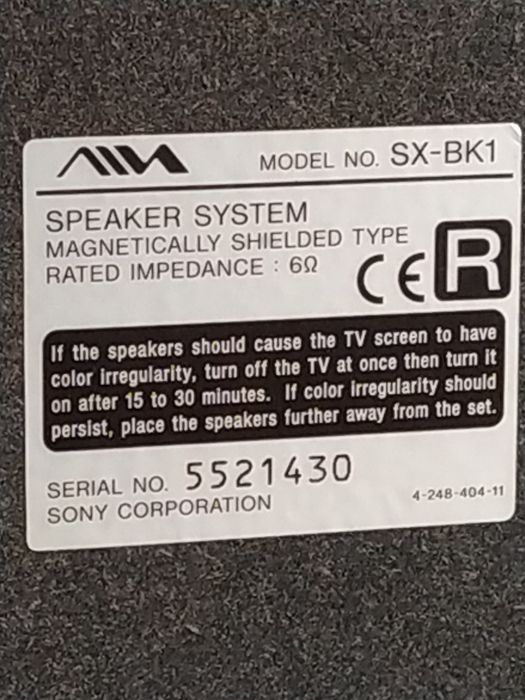 AIWA MODEL NO. SX-BK1
SPEAKER SYSTEM
MAGNETICALLY SHIELDED TYPE
RATED IMPEDANCE : 6Ω
CE R
If the speakers should cause the TV screen to have
color irregularity, turn off the TV at once then turn it
on after 15 to 30 minutes. If color irregularity should
persist, place the speakers further away from the set.
SERIAL NO. 5521430
SONY CORPORATION 4-248-404-11